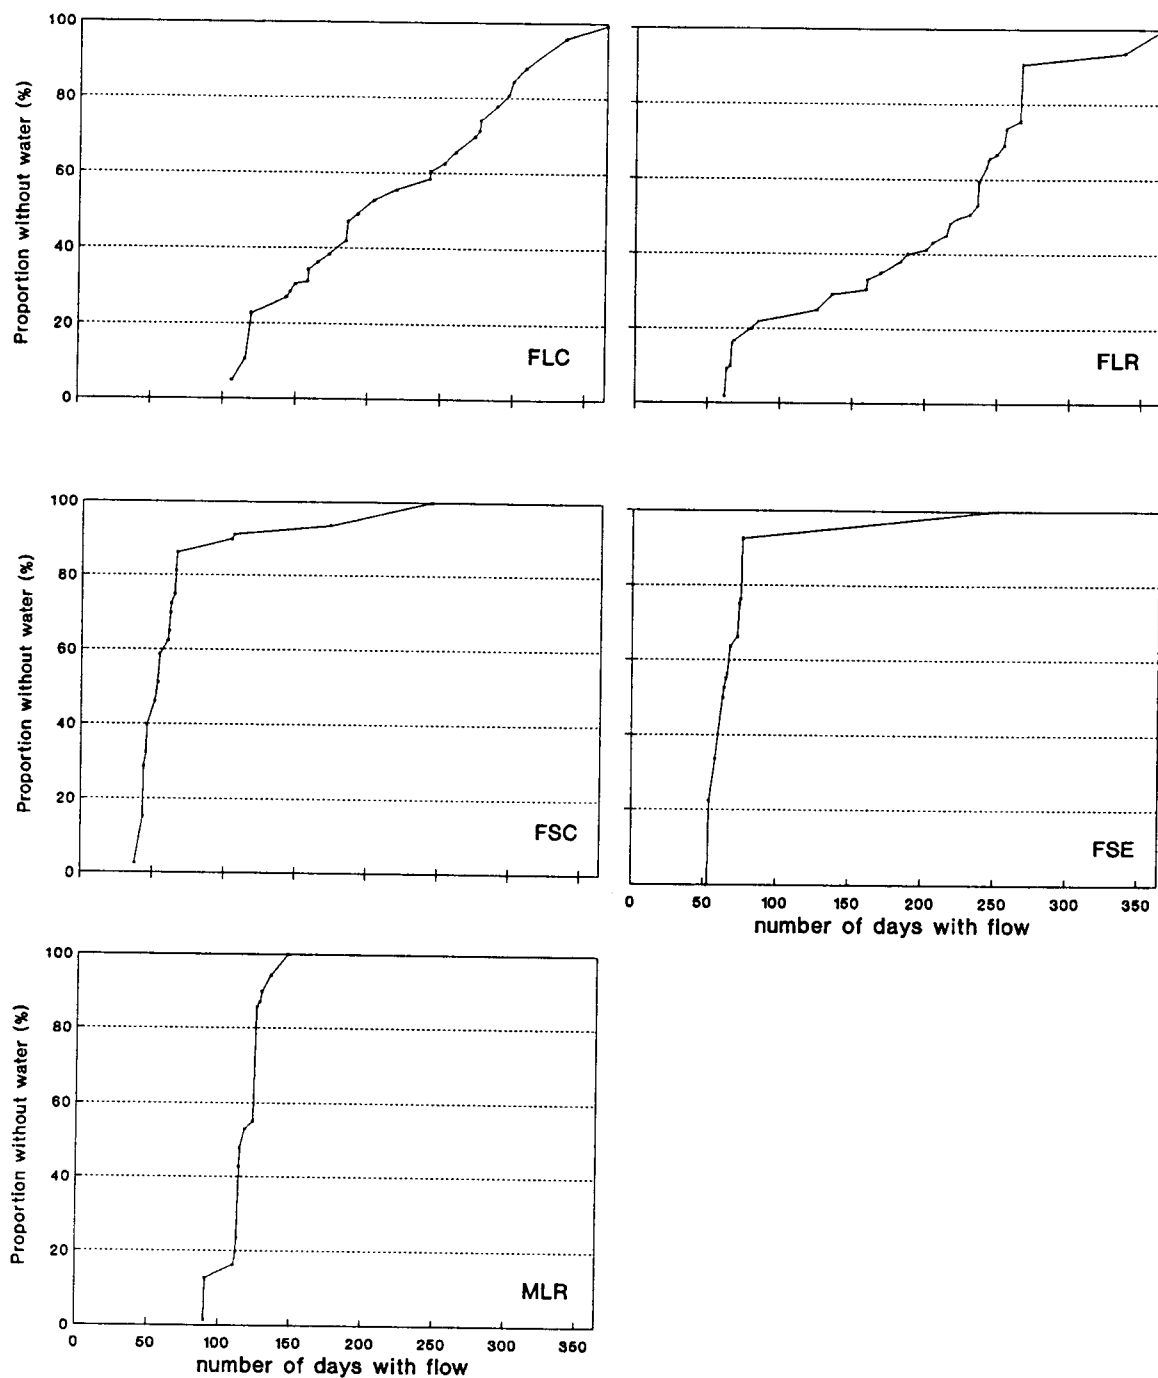 100
80
60
40
20
0
Proportion without water (%)
FLC
FLR
100
80
60
40
20
0
Proportion without water (%)
FSC
FSE
0 50 100 150 200 250 300 350
number of days with flow
100
80
60
40
20
0
Proportion without water (%)
MLR
0 50 100 150 200 250 300 350
number of days with flow